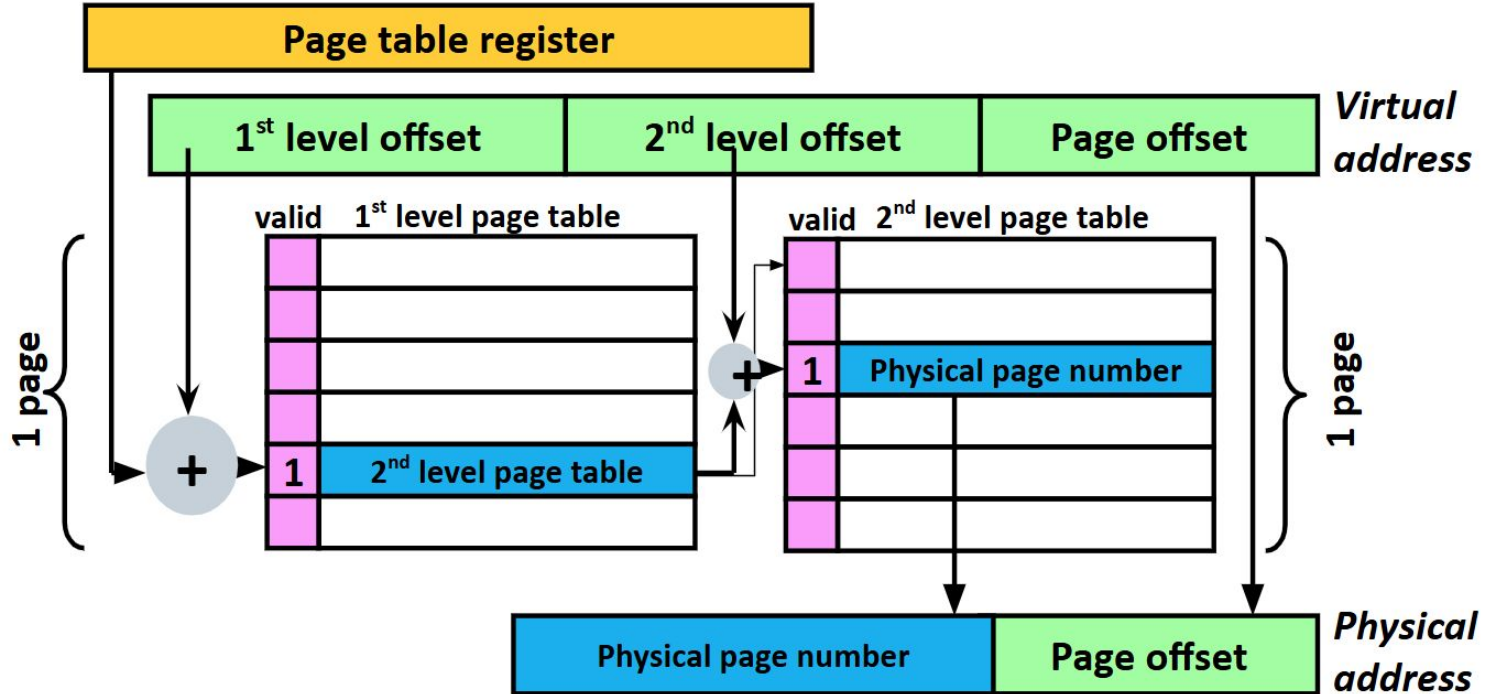 Page table register
1st level offset
2nd level offset
Page offset
Virtual
address
valid
1st level page table
valid
2nd level page table
1 page
1
Physical page number
1 page
+
+
1
2nd level page table
Physical page number
Page offset
Physical
address